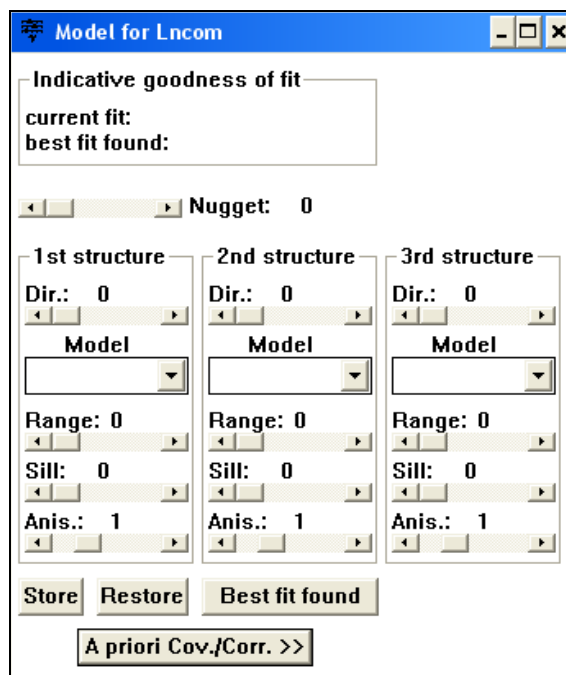 Model for Lncom
Indicative goodness of fit
current fit:
best fit found:
Nugget: 0
1st structure 2nd structure 3rd structure
Dir.: 0 Dir.: 0 Dir.: 0
Model Model Model
Range: 0 Range: 0 Range: 0
Sill: 0 Sill: 0 Sill: 0
Anis.: 1 Anis.: 1 Anis.: 1
Store Restore Best fit found
A priori Cov./Corr. >>